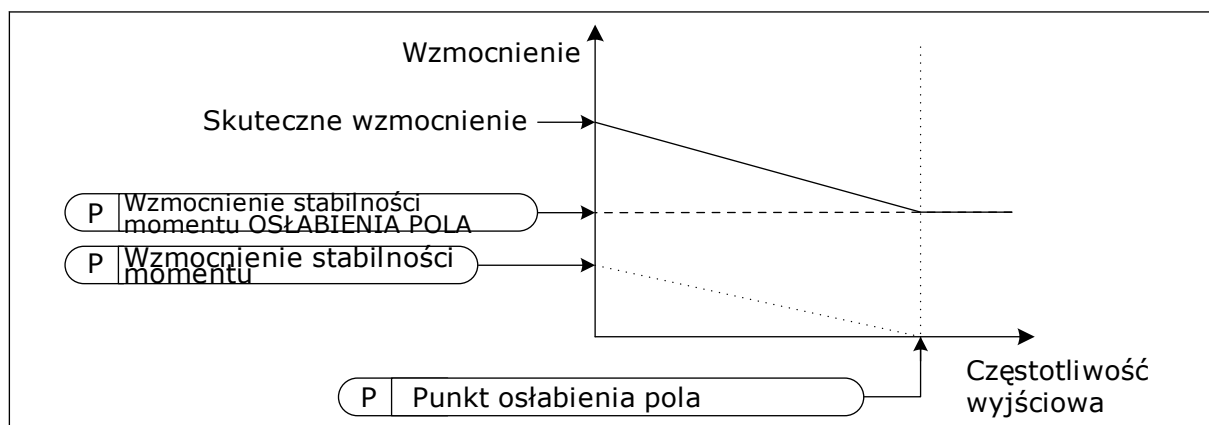 Wzmocnienie
Skuteczne wzmocnienie
P Wzmocnienie stabilności
momentu OSŁABIENIA POLA
P Wzmocnienie stabilności
momentu
P Punkt osłabienia pola
Częstotliwość
wyjściowa